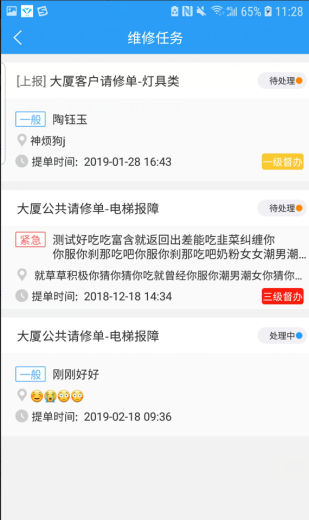 65% 11:28
维修任务
[上报] 大厦客户请修单-灯具类 待处理
一般 陶钰玉
神烦狗j
提单时间：2019-01-28 16:43 一级督办
大厦公共请修单-电梯报障 待处理
紧急 测试好吃吃富含就返回出差能吃韭菜纠缠你
你服你刹那那吃吧你服你刹那吃吧奶粉女女潮男潮...
就草草积极你猜你猜你吃就曾经你服你潮男潮女你猜你...
提单时间：2018-12-18 14:34 三级督办
大厦公共请修单-电梯报障 处理中
一般 刚刚好好
😂😭😳😳
提单时间：2019-02-18 09:36